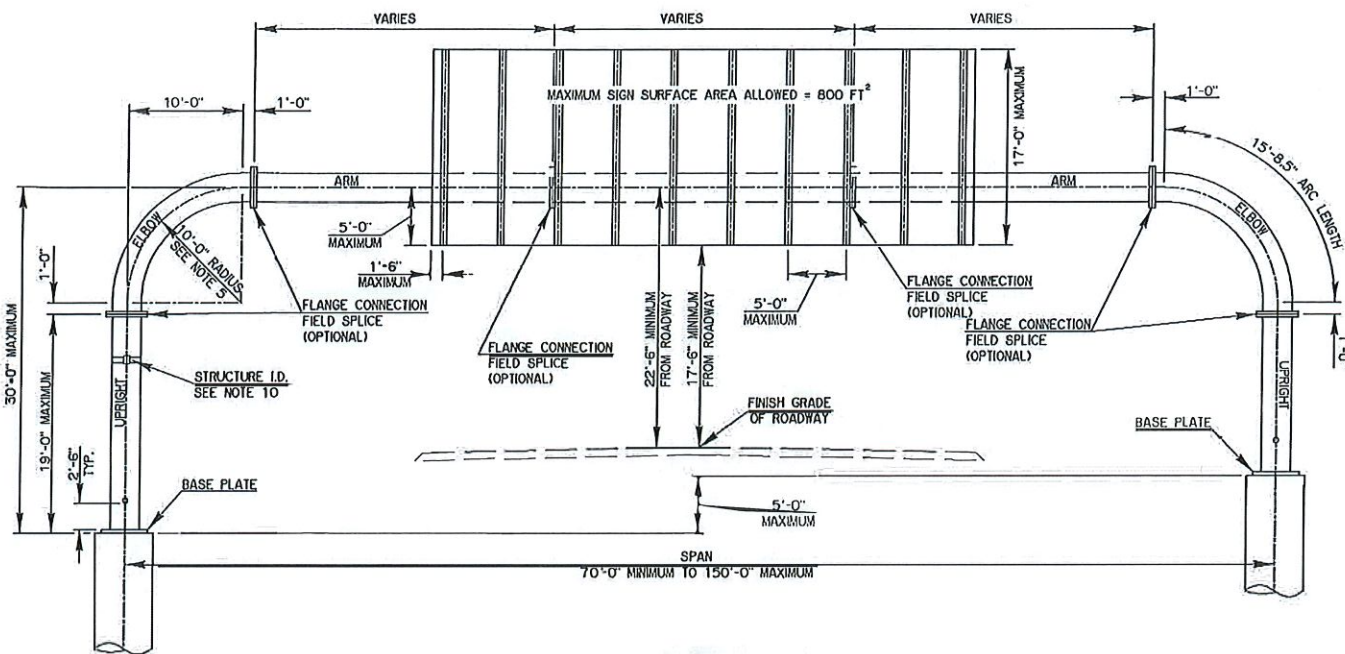 VARIES
VARIES
VARIES
10'-0"
1'-0"
MAXIMUM SIGN SURFACE AREA ALLOWED = 800 FT²
17'-0" MAXIMUM
1'-0"
15'-8.5" ARC LENGTH
ARM
ARM
ELBOW
10'-0" RADIUS
SEE NOTE 5
ELBOW
5'-0"
MAXIMUM
1'-0"
1'-6"
MAXIMUM
FLANGE CONNECTION
FIELD SPLICE
(OPTIONAL)
FLANGE CONNECTION
FIELD SPLICE
(OPTIONAL)
5'-0"
MAXIMUM
FLANGE CONNECTION
FIELD SPLICE
(OPTIONAL)
FLANGE CONNECTION
FIELD SPLICE
(OPTIONAL)
1'-0"
30'-0" MAXIMUM
19'-0" MAXIMUM
22'-6" MINIMUM
FROM ROADWAY
17'-6" MINIMUM
FROM ROADWAY
STRUCTURE I.D.
SEE NOTE 10
UPRIGHT
UPRIGHT
FINISH GRADE
OF ROADWAY
BASE PLATE
2'-6"
TYP.
BASE PLATE
5'-0"
MAXIMUM
SPAN
70'-0" MINIMUM TO 150'-0" MAXIMUM